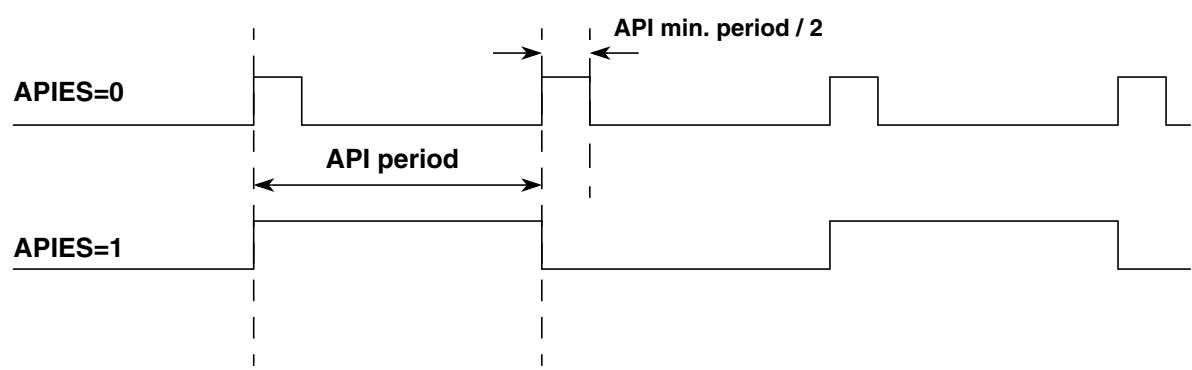 API min. period / 2
APIES=0
API period
APIES=1